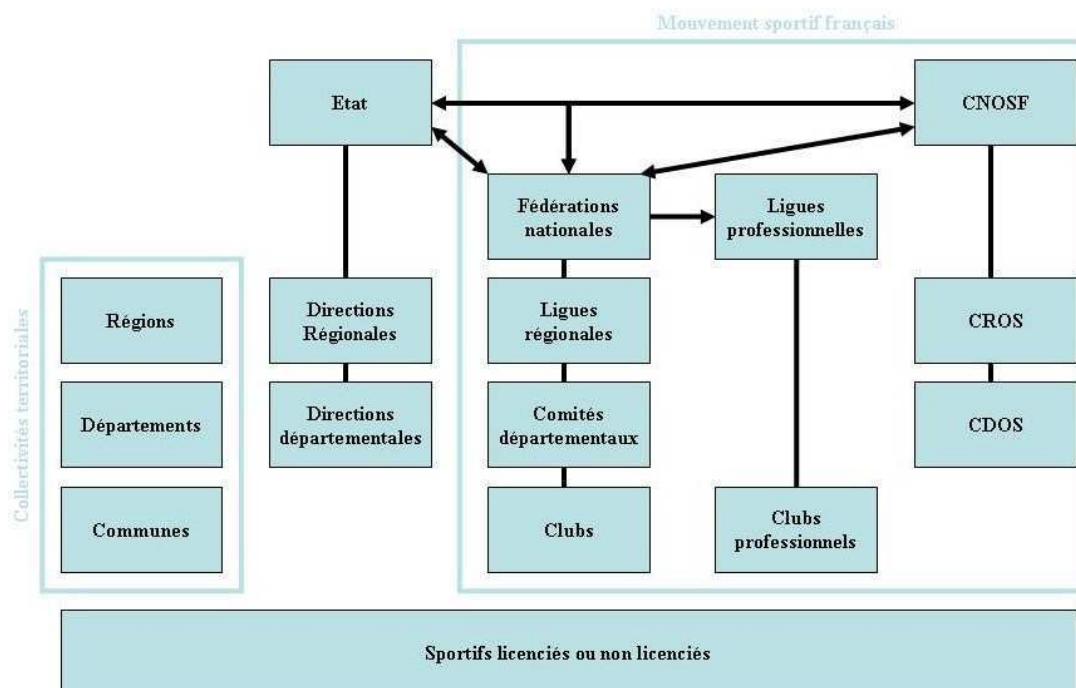 Mouvement sportif français
Etat
CNOSF
Fédérations
nationales
Ligues
professionnelles
Collectivités territoriales
Régions
Directions
Régionales
Ligues
régionales
CROS
Départements
Directions
départementales
Comités
départementaux
CDOS
Communes
Clubs
Clubs
professionnels
Sportifs licenciés ou non licenciés